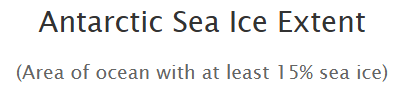 Antarctic Sea Ice Extent
(Area of ocean with at least 15% sea ice)